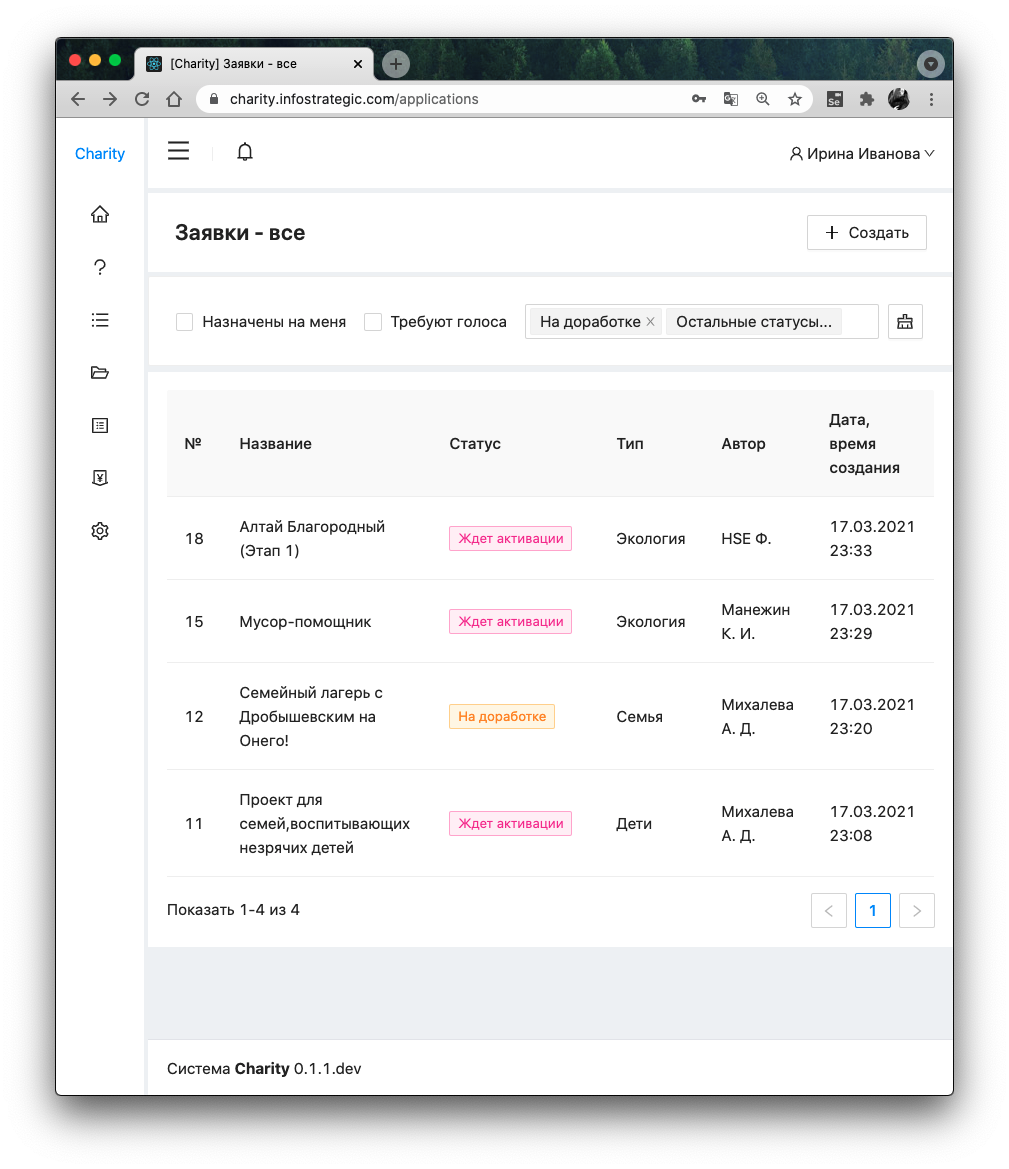 [Charity] Заявки - все
charity.infostrategic.com/applications
Se
Charity
Ирина Иванова
Заявки - все
Создать
Назначены на меня
Требуют голоса
На доработке
Остальные статусы...
№ Название Статус Тип Автор Дата,
время
создания
18 Алтай Благородный
(Этап 1)
Ждет активации
Экология
HSE Ф.
17.03.2021
23:33
15
Мусор-помощник
Ждет активации
Экология
Манежин
К. И.
17.03.2021
23:29
12
Семейный лагерь с
Дробышевским на
Онего!
На доработке
Семья
Михалева
А. Д.
17.03.2021
23:20
11
Проект для
семей,воспитывающих
незрячих детей
Ждет активации
Дети
Михалева
А. Д.
17.03.2021
23:08
Показать 1-4 из 4
< 1 >
Система Charity 0.1.1.dev